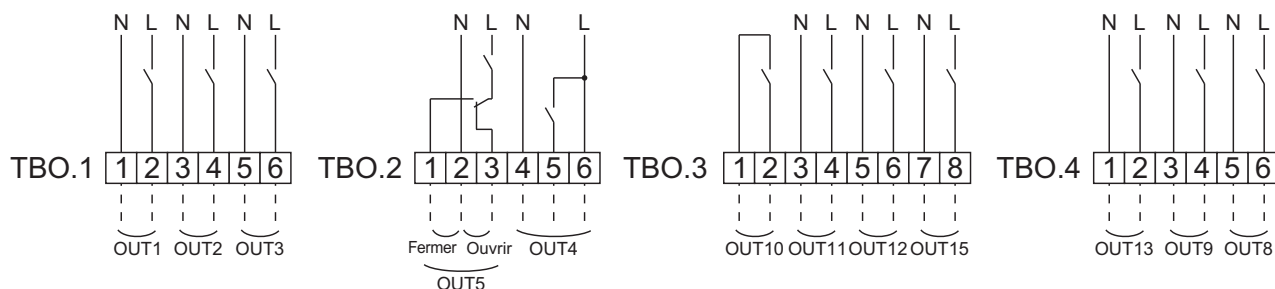 N L N L N L
N L L
N L N L N L
N L N L N L
TBO.1 1 2 3 4 5 6
TBO.2 1 2 3 4 5 6
TBO.3 1 2 3 4 5 6 7 8
TBO.4 1 2 3 4 5 6
OUT1 OUT2 OUT3
Fermer Ouvrir OUT4
OUT5
OUT10 OUT11 OUT12 OUT15
OUT13 OUT9 OUT8